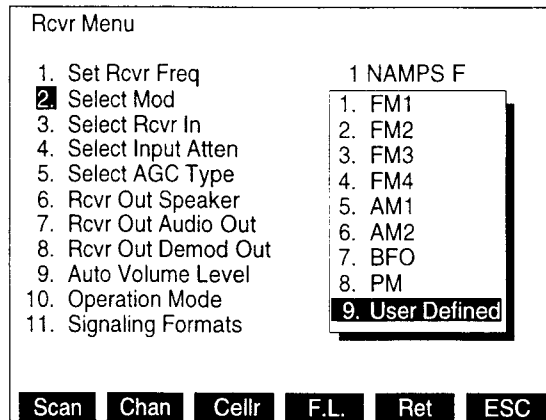 Rcvr Menu
1. Set Rcvr Freq
2. Select Mod
3. Select Rcvr In
4. Select Input Atten
5. Select AGC Type
6. Rcvr Out Speaker
7. Rcvr Out Audio Out
8. Rcvr Out Demod Out
9. Auto Volume Level
10. Operation Mode
11. Signaling Formats
1 NAMPS F
1. FM1
2. FM2
3. FM3
4. FM4
5. AM1
6. AM2
7. BFO
8. PM
9. User Defined
Scan Chan Cellr F.L. Ret ESC